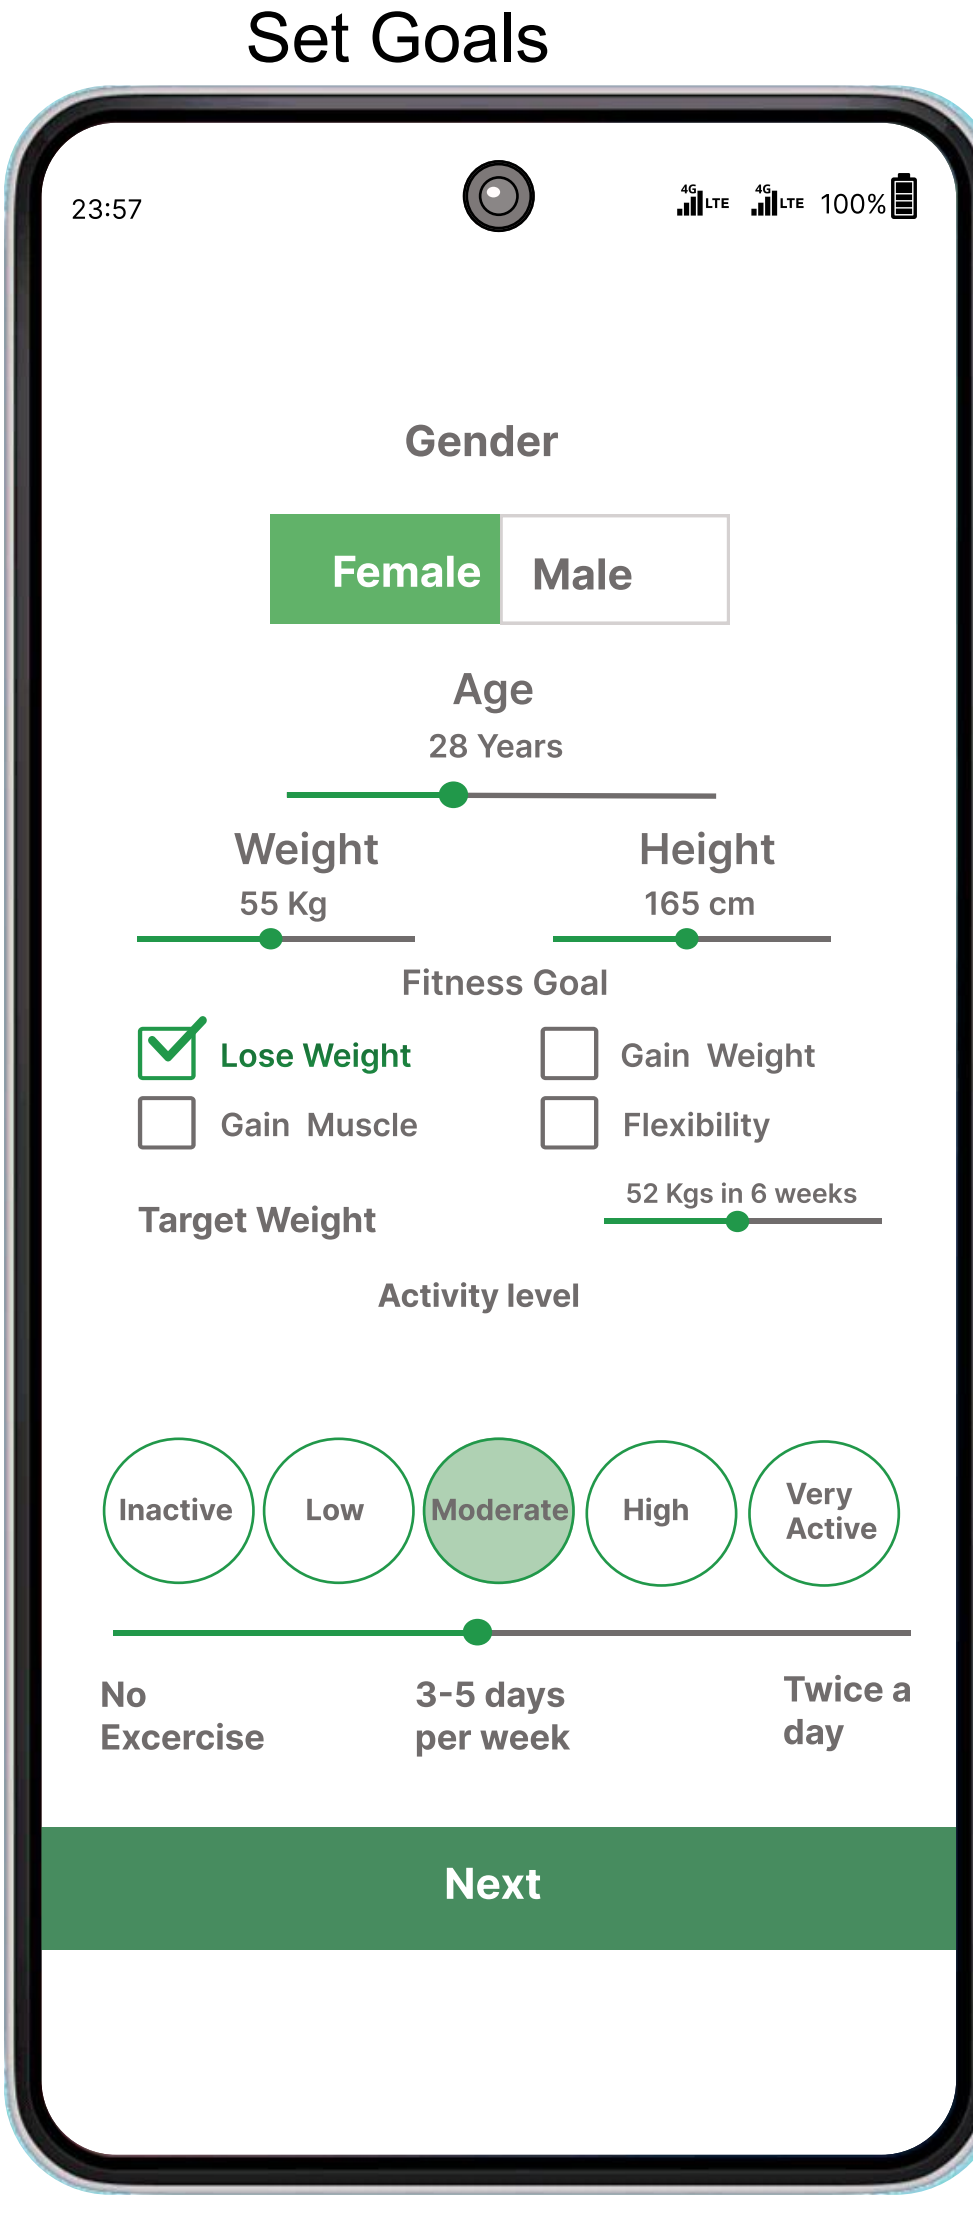 Set Goals
23:57
4G LTE 4G LTE 100%
Gender
Female Male
Age
28 Years
Weight Height
55 Kg 165 cm
Fitness Goal
Lose Weight Gain Weight
Gain Muscle Flexibility
52 Kgs in 6 weeks
Target Weight
Activity level
Inactive Low Moderate High Very
Active
No 3-5 days Twice a
Excercise per week day
Next